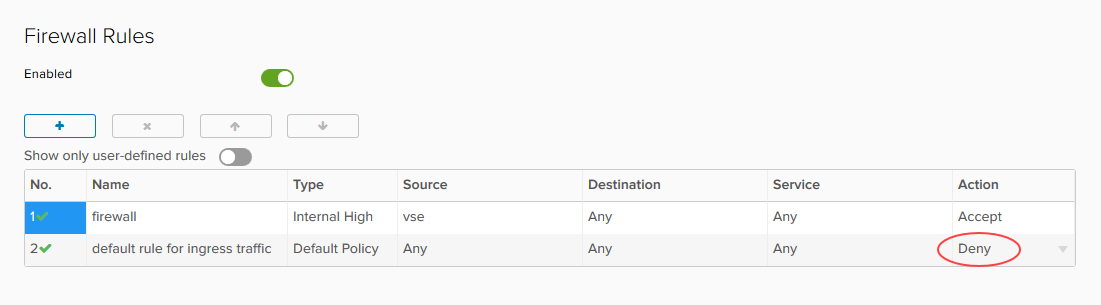 Firewall Rules
Enabled
Show only user-defined rules
No. Name Type Source Destination Service Action
1 firewall Internal High vse Any Any Accept
2 default rule for ingress traffic Default Policy Any Any Any Deny